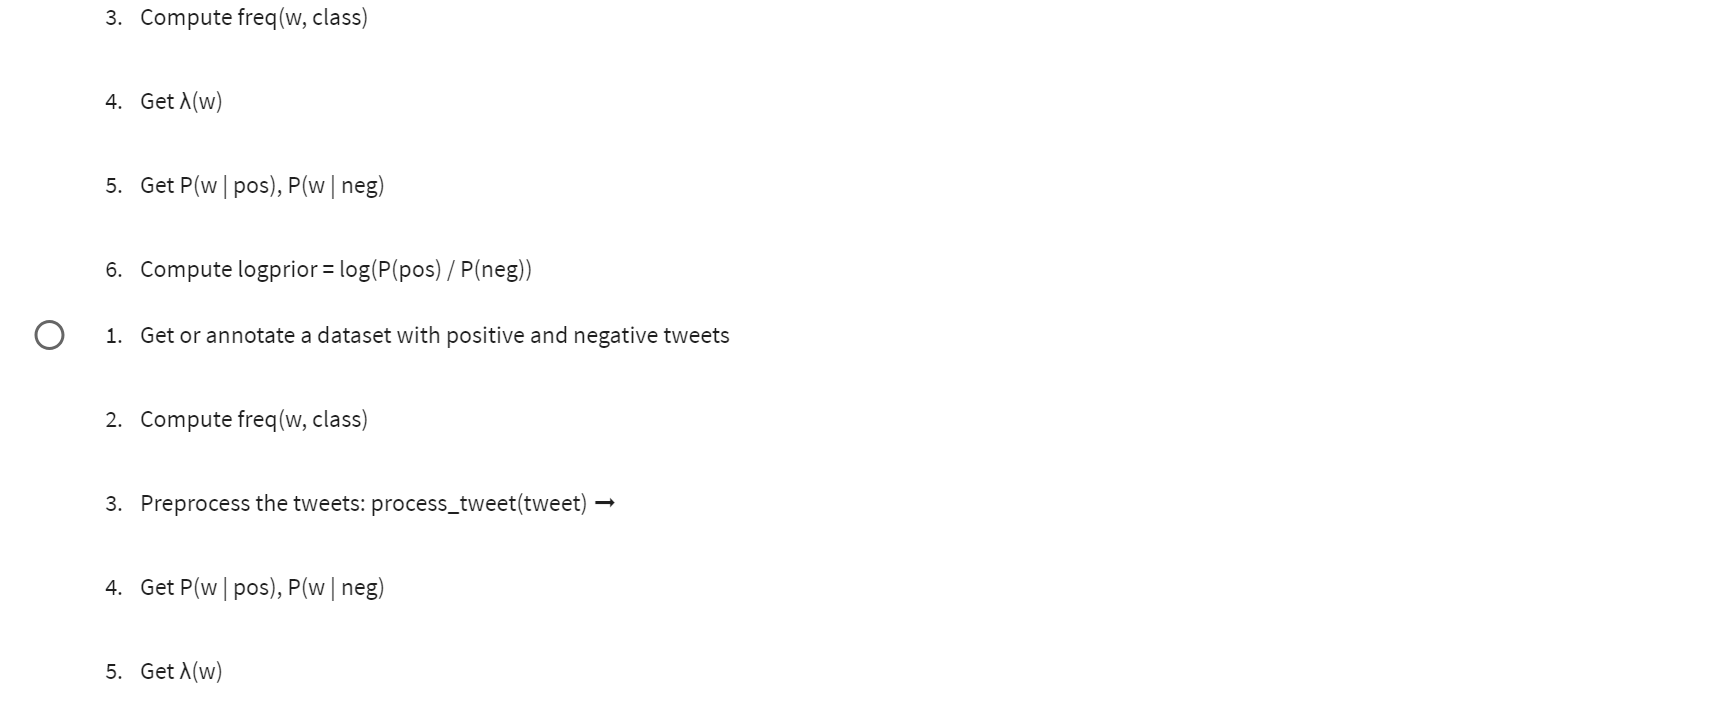 3. Compute freq(w, class)
4. Get λ(w)
5. Get P(w | pos), P(w | neg)
6. Compute logprior = log(P(pos) / P(neg))
1. Get or annotate a dataset with positive and negative tweets
2. Compute freq(w, class)
3. Preprocess the tweets: process_tweet(tweet) ➞
4. Get P(w | pos), P(w | neg)
5. Get λ(w)